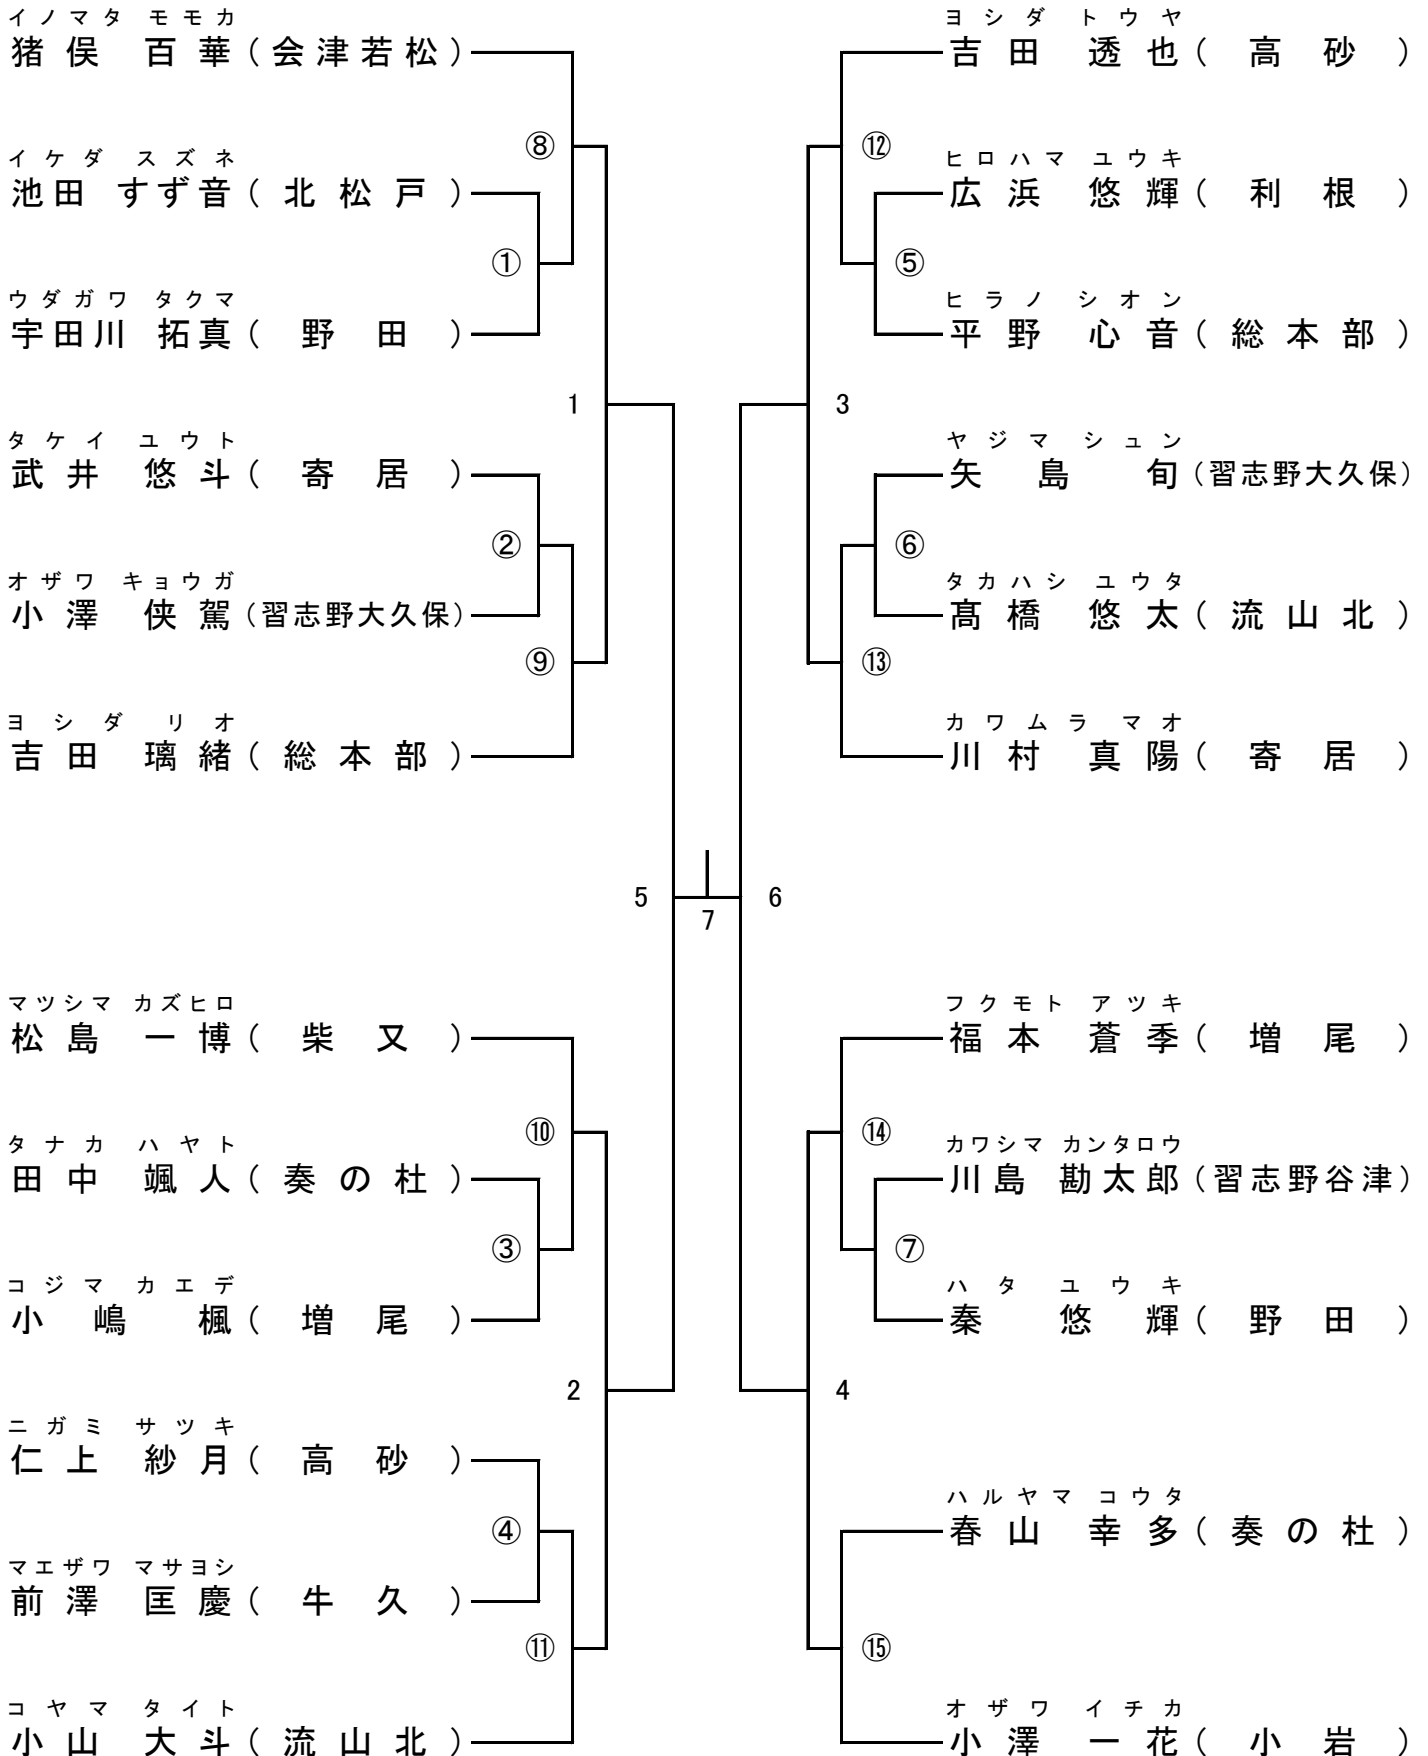 イノマタ モモカ
猪俣 百華(会津若松)
⑧
イケダ スズネ
池田 すず音(北松戸)
①
ウダガワ タクマ
宇田川 拓真(野田)
1
タケイ ユウト
武井 悠斗(寄居)
②
オザワ キョウガ
小澤 侠駕(習志野大久保)
⑨
ヨシダ リオ
吉田 璃緒(総本部)
5
7
マツシマ カズヒロ
松島 一博(柴又)
⑩
タナカ ハヤト
田中 颯人(奏の杜)
③
コジマ カエデ
小嶋 楓(増尾)
2
ニガミ サツキ
仁上 紗月(高砂)
④
マエザワ マサヨシ
前澤 匡慶(牛久)
⑪
コヤマ タイト
小山 大斗(流山北)
ヨシダ トウヤ
吉田 透也(高砂)
⑫
ヒロハマ ユウキ
広浜 悠輝(利根)
⑤
ヒラノ シオン
平野 心音(総本部)
3
ヤジマ シュン
矢島 旬(習志野大久保)
⑥
タカハシ ユウタ
髙橋 悠太(流山北)
⑬
カワムラ マオ
川村 真陽(寄居)
6
フクモト アツキ
福本 蒼季(増尾)
⑭
カワシマ カンタロウ
川島 勘太郎(習志野谷津)
⑦
ハタ ユウキ
秦 悠輝(野田)
4
ハルヤマ コウタ
春山 幸多(奏の杜)
⑮
オザワ イチカ
小澤 一花(小岩)